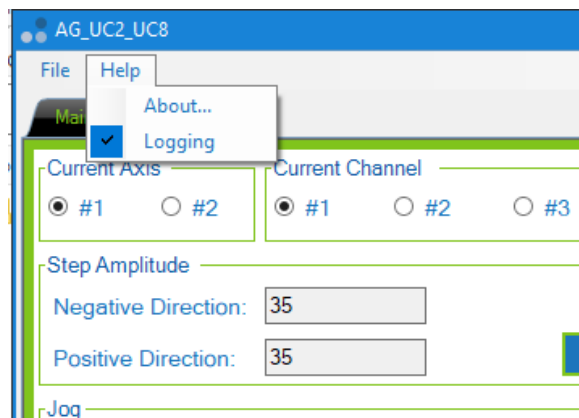 AG_UC2_UC8
File Help
About...
Mai
Logging
Current Axis Current Channel
#1 #2 #1 #2 #3
Step Amplitude
Negative Direction: 35
Positive Direction: 35
Jog